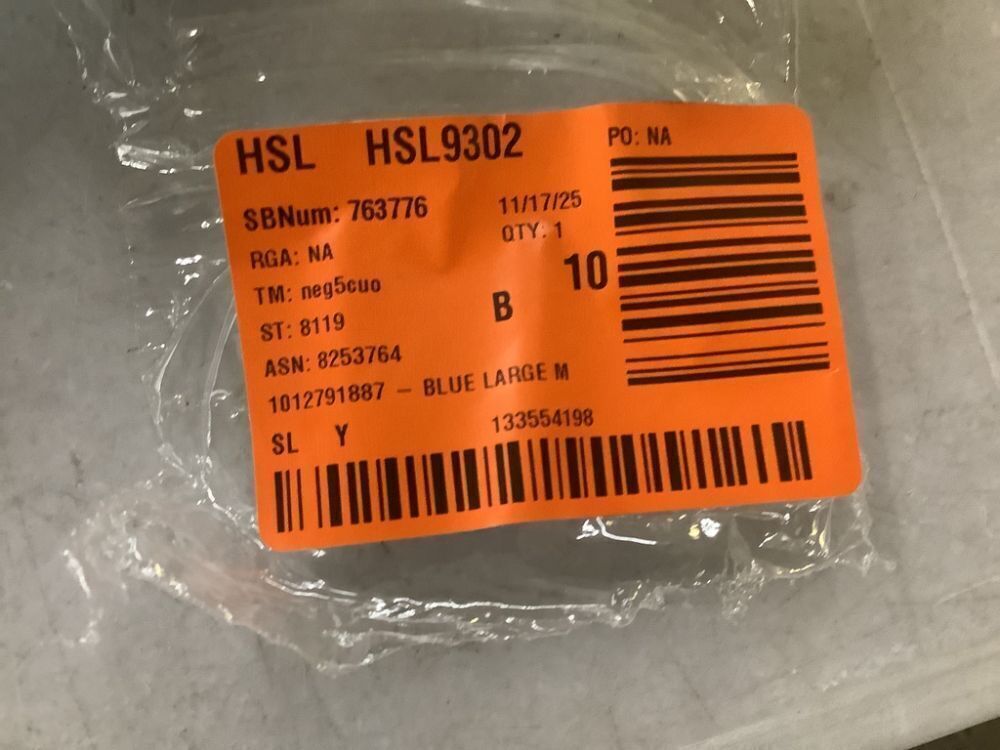 HSL HSL9302 PO: NA
SBNum: 763776 11/17/25
RGA: NA QTY: 1
TM: neg5cuo B 10
ST: 8119
ASN: 8253764
1012791887 - BLUE LARGE M
SL Y 133554198